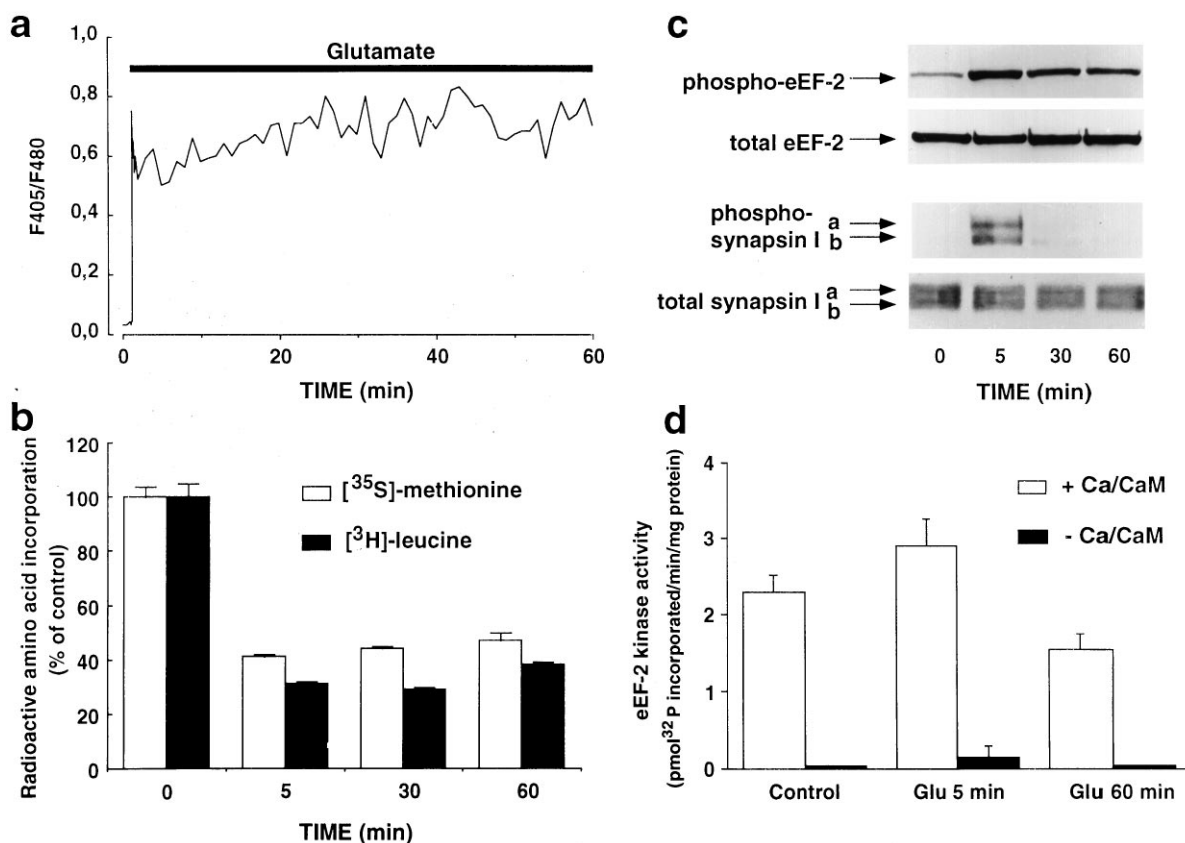 a
Glutamate
1,0
0,8
0,6
0,4
0,2
0,0
F405/F480
0 20 40 60
TIME (min)
b
120
100
80
60
40
20
0
Radioactive amino acid incorporation
(% of control)
[35S]-methionine
[3H]-leucine
0 5 30 60
TIME (min)
c
phospho-eEF-2
total eEF-2
phospho- a
synapsin I b
a
total synapsin I b
0 5 30 60
TIME (min)
d
4
3
2
1
0
eEF-2 kinase activity
(pmol32 P incorporated/min/mg protein)
+ Ca/CaM
- Ca/CaM
Control Glu 5 min Glu 60 min